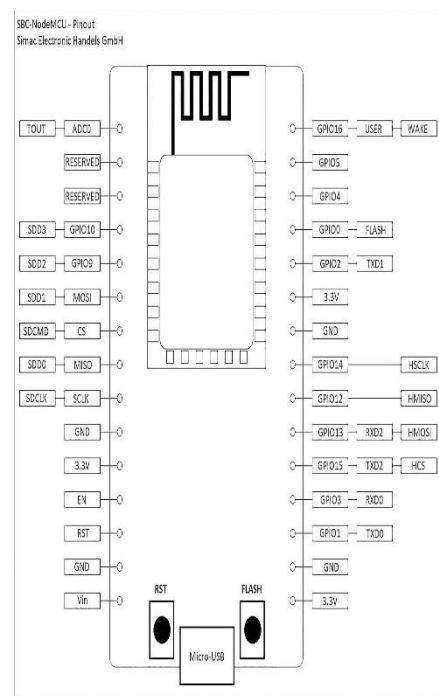 SBC-NodeMCU - Pinout
Simac Electronic Handels GmbH
TOUT ADC0 GPIO16 USER WAKE
RESERVED GPIO5
RESERVED GPIO4
SDD3 GPIO10 GPIO0 FLASH
SDD2 GPIO9 GPIO2 TXD1
SDD1 MOSI 3.3V
SDCMD CS GND
SDD0 MISO GPIO14 HSCLK
SDCLK SCLK GPIO12 HMISO
GND GPIO13 RXD2 HMOSI
3.3V GPIO15 TXD2 HCS
EN GPIO3 RXD0
RST GPIO1 TXD0
GND GND
Vin 3.3V
RST FLASH
Micro-USB